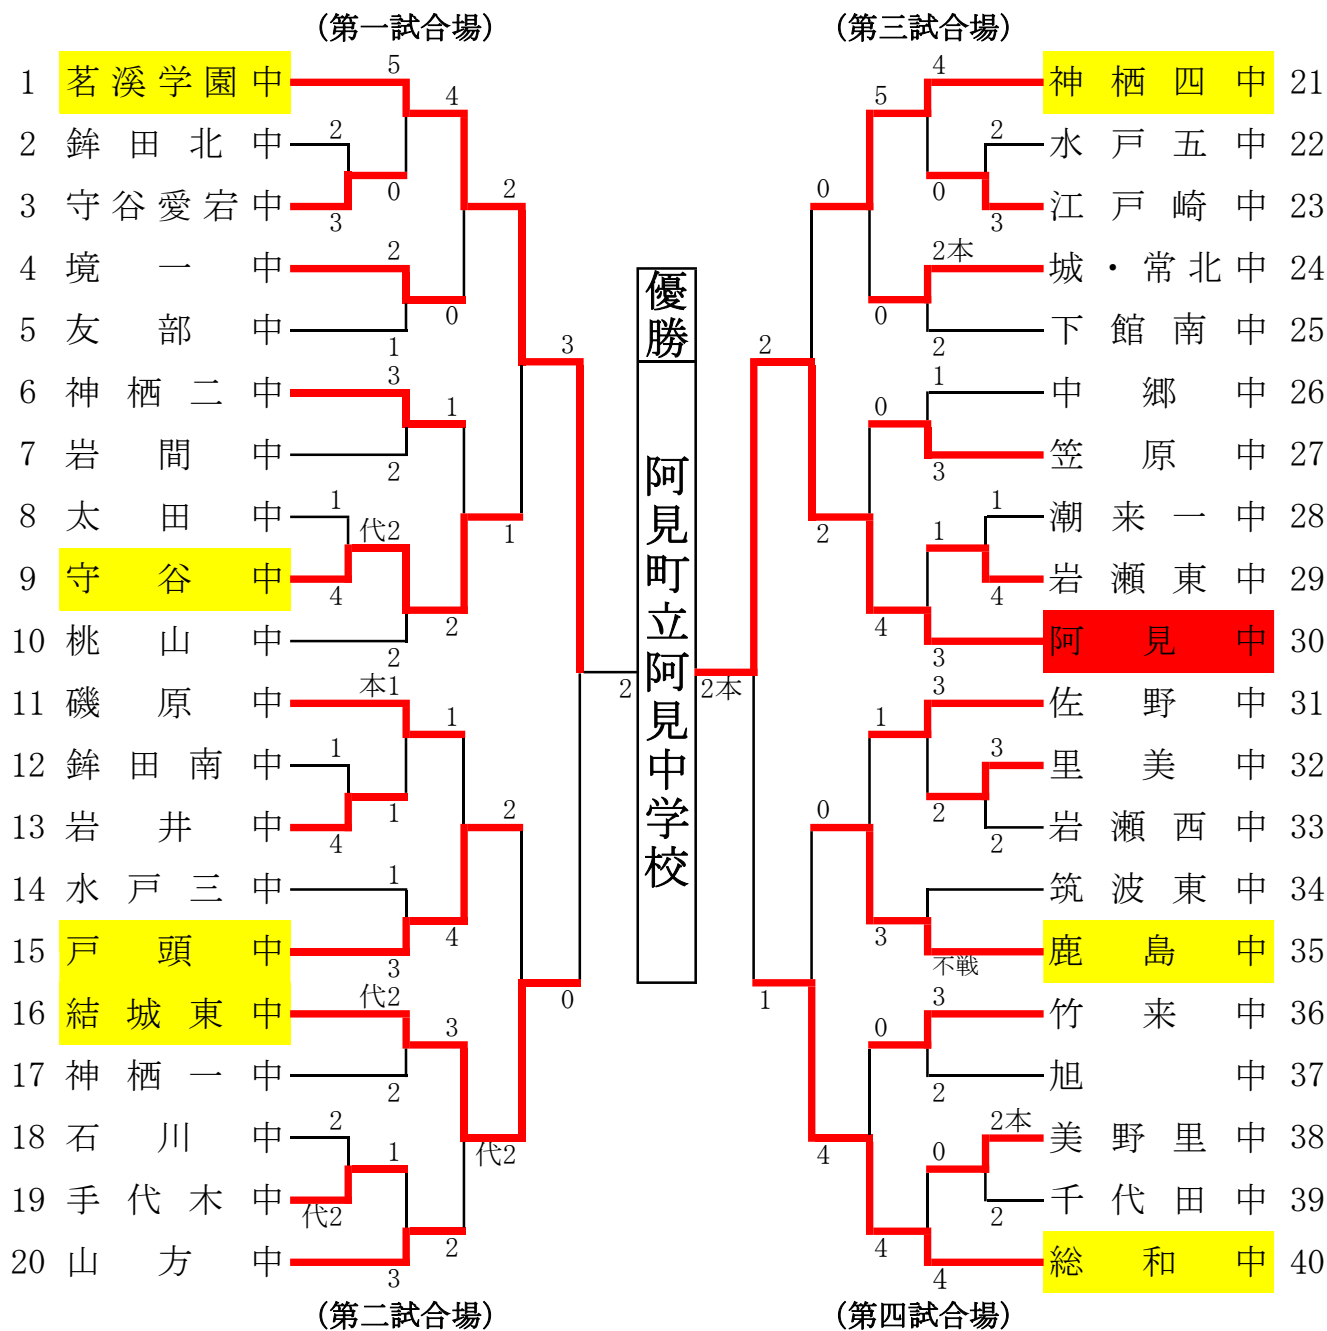 (第一試合場)
(第三試合場)
1 茗溪学園中 5
2 鉾田北中 2
3 守谷愛宕中 3
0
4
4 境一中 2
5 友部中 1
0
2
6 神栖二中 3
7 岩間中 2
1
8 太田中 1
9 守谷中 4
代2
10 桃山中 2
2
1
3
11 磯原中 本1
12 鉾田南中 1
13 岩井中 4
1
1
14 水戸三中 1
15 戸頭中 3
4
2
16 結城東中 代2
17 神栖一中 2
3
18 石川中 2
19 手代木中 代2
1
20 山方中 3
2
代2
0
2
優勝
阿見町立阿見中学校
2本
4 神栖四中 21
2 水戸五中 22
3 江戸崎中 23
0
5
2本 城・常北中 24
2 下館南中 25
0
0
1 中郷中 26
3 笠原中 27
0
1 潮来一中 28
4 岩瀬東中 29
1
3 阿見中 30
4
2
2
3 佐野中 31
3 里美中 32
2 岩瀬西中 33
2
1
筑波東中 34
不戦 鹿島中 35
3
0
3 竹来中 36
2 旭中 37
0
2本 美野里中 38
2 千代田中 39
0
4 総和中 40
4
4
1
(第二試合場)
(第四試合場)